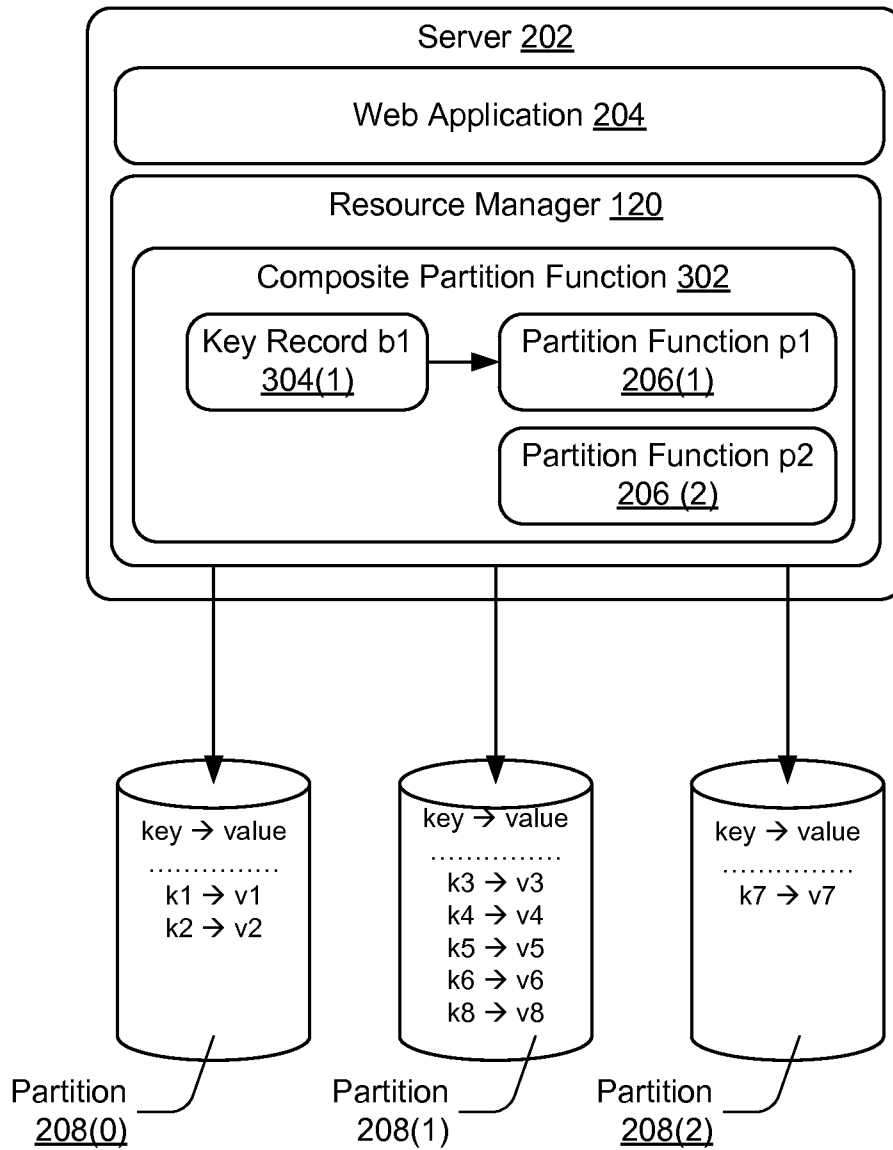 Server 202
Web Application 204
Resource Manager 120
Composite Partition Function 302
Key Record b1
304(1)
Partition Function p1
206(1)
Partition Function p2
206 (2)
key → value
..............
k1 → v1
k2 → v2
key → value
..............
k3 → v3
k4 → v4
k5 → v5
k6 → v6
k8 → v8
key → value
..............
k7 → v7
Partition
208(0)
Partition
208(1)
Partition
208(2)